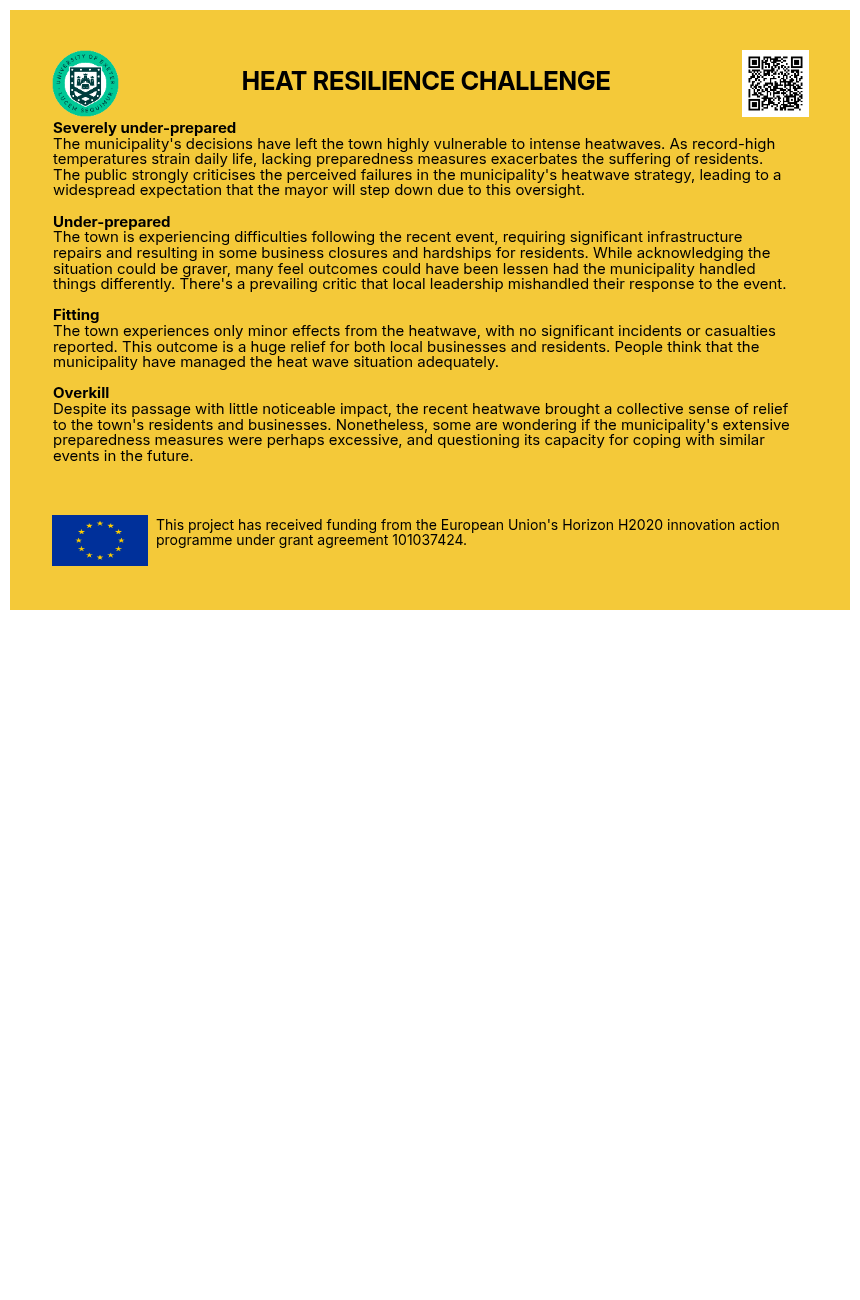 UNIVERSITY OF EXETER
LUCEM SEQUIMUR
HEAT RESILIENCE CHALLENGE
Severely under-prepared
The municipality's decisions have left the town highly vulnerable to intense heatwaves. As record-high
temperatures strain daily life, lacking preparedness measures exacerbates the suffering of residents.
The public strongly criticises the perceived failures in the municipality's heatwave strategy, leading to a
widespread expectation that the mayor will step down due to this oversight.
Under-prepared
The town is experiencing difficulties following the recent event, requiring significant infrastructure
repairs and resulting in some business closures and hardships for residents. While acknowledging the
situation could be graver, many feel outcomes could have been lessen had the municipality handled
things differently. There's a prevailing critic that local leadership mishandled their response to the event.
Fitting
The town experiences only minor effects from the heatwave, with no significant incidents or casualties
reported. This outcome is a huge relief for both local businesses and residents. People think that the
municipality have managed the heat wave situation adequately.
Overkill
Despite its passage with little noticeable impact, the recent heatwave brought a collective sense of relief
to the town's residents and businesses. Nonetheless, some are wondering if the municipality's extensive
preparedness measures were perhaps excessive, and questioning its capacity for coping with similar
events in the future.
This project has received funding from the European Union's Horizon H2020 innovation action
programme under grant agreement 101037424.